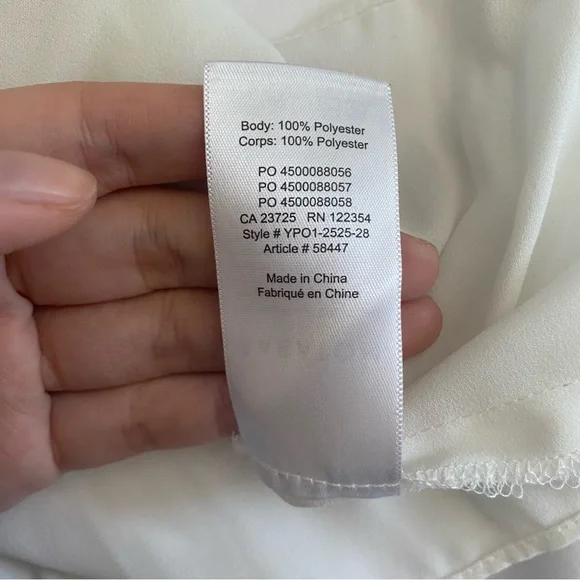 Body: 100% Polyester
Corps: 100% Polyester
PO 4500088056
PO 4500088057
PO 4500088058
CA 23725 RN 122354
Style # YPO1-2525-28
Article # 58447
Made in China
Fabriqué en Chine